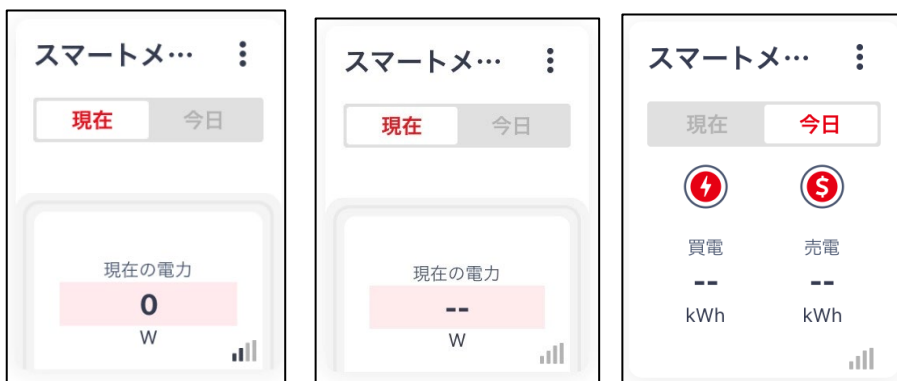 スマートメ…
現在 今日
現在の電力
0
W
スマートメ…
現在 今日
現在の電力
--
W
スマートメ…
現在 今日
買電 売電
-- --
kWh kWh